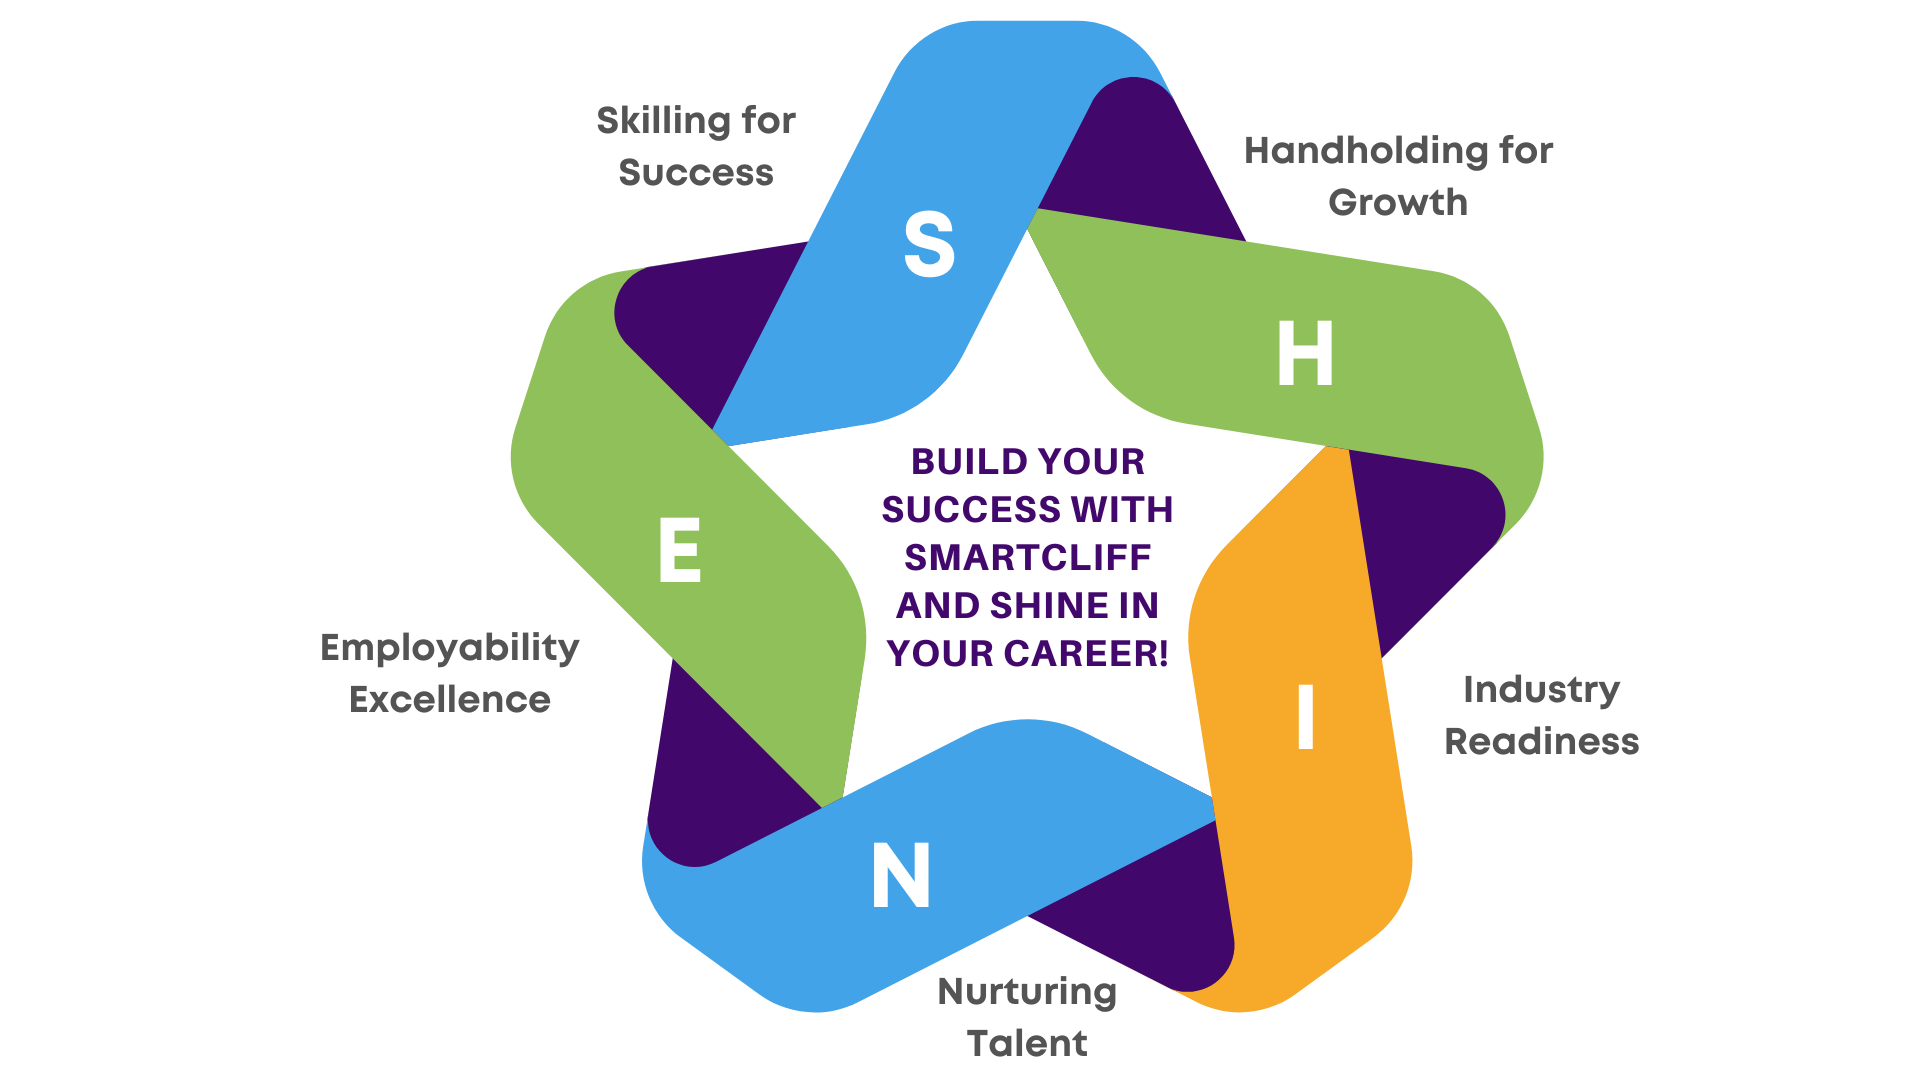 Skilling for
Success
S
Handholding for
Growth
H
Industry
Readiness
I
Nurturing
Talent
N
Employability
Excellence
E
BUILD YOUR
SUCCESS WITH
SMARTCLIFF
AND SHINE IN
YOUR CAREER!